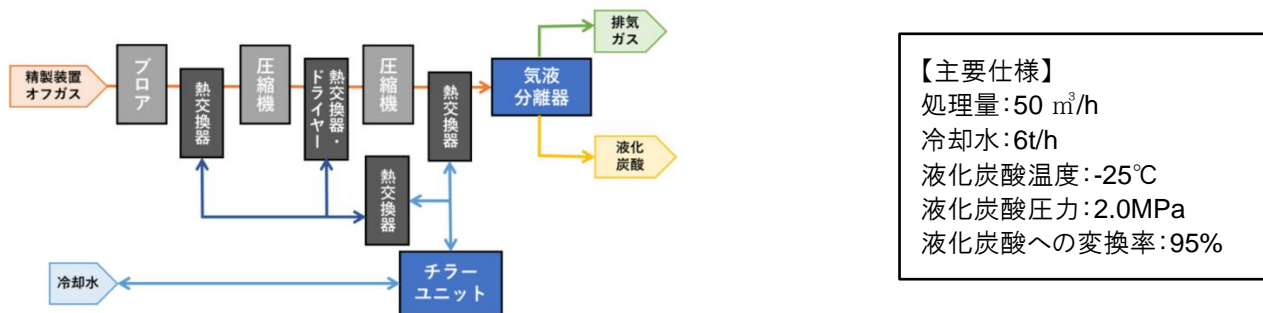 精製装置
オフガス
ブロア
熱交換器
圧縮機
熱交換器・
ドライヤー
圧縮機
熱交換器
気液
分離器
排気
ガス
液化
炭酸
熱交換器
冷却水
チラー
ユニット
【主要仕様】
処理量:50 ㎥/h
冷却水:6t/h
液化炭酸温度:-25℃
液化炭酸圧力:2.0MPa
液化炭酸への変換率:95%